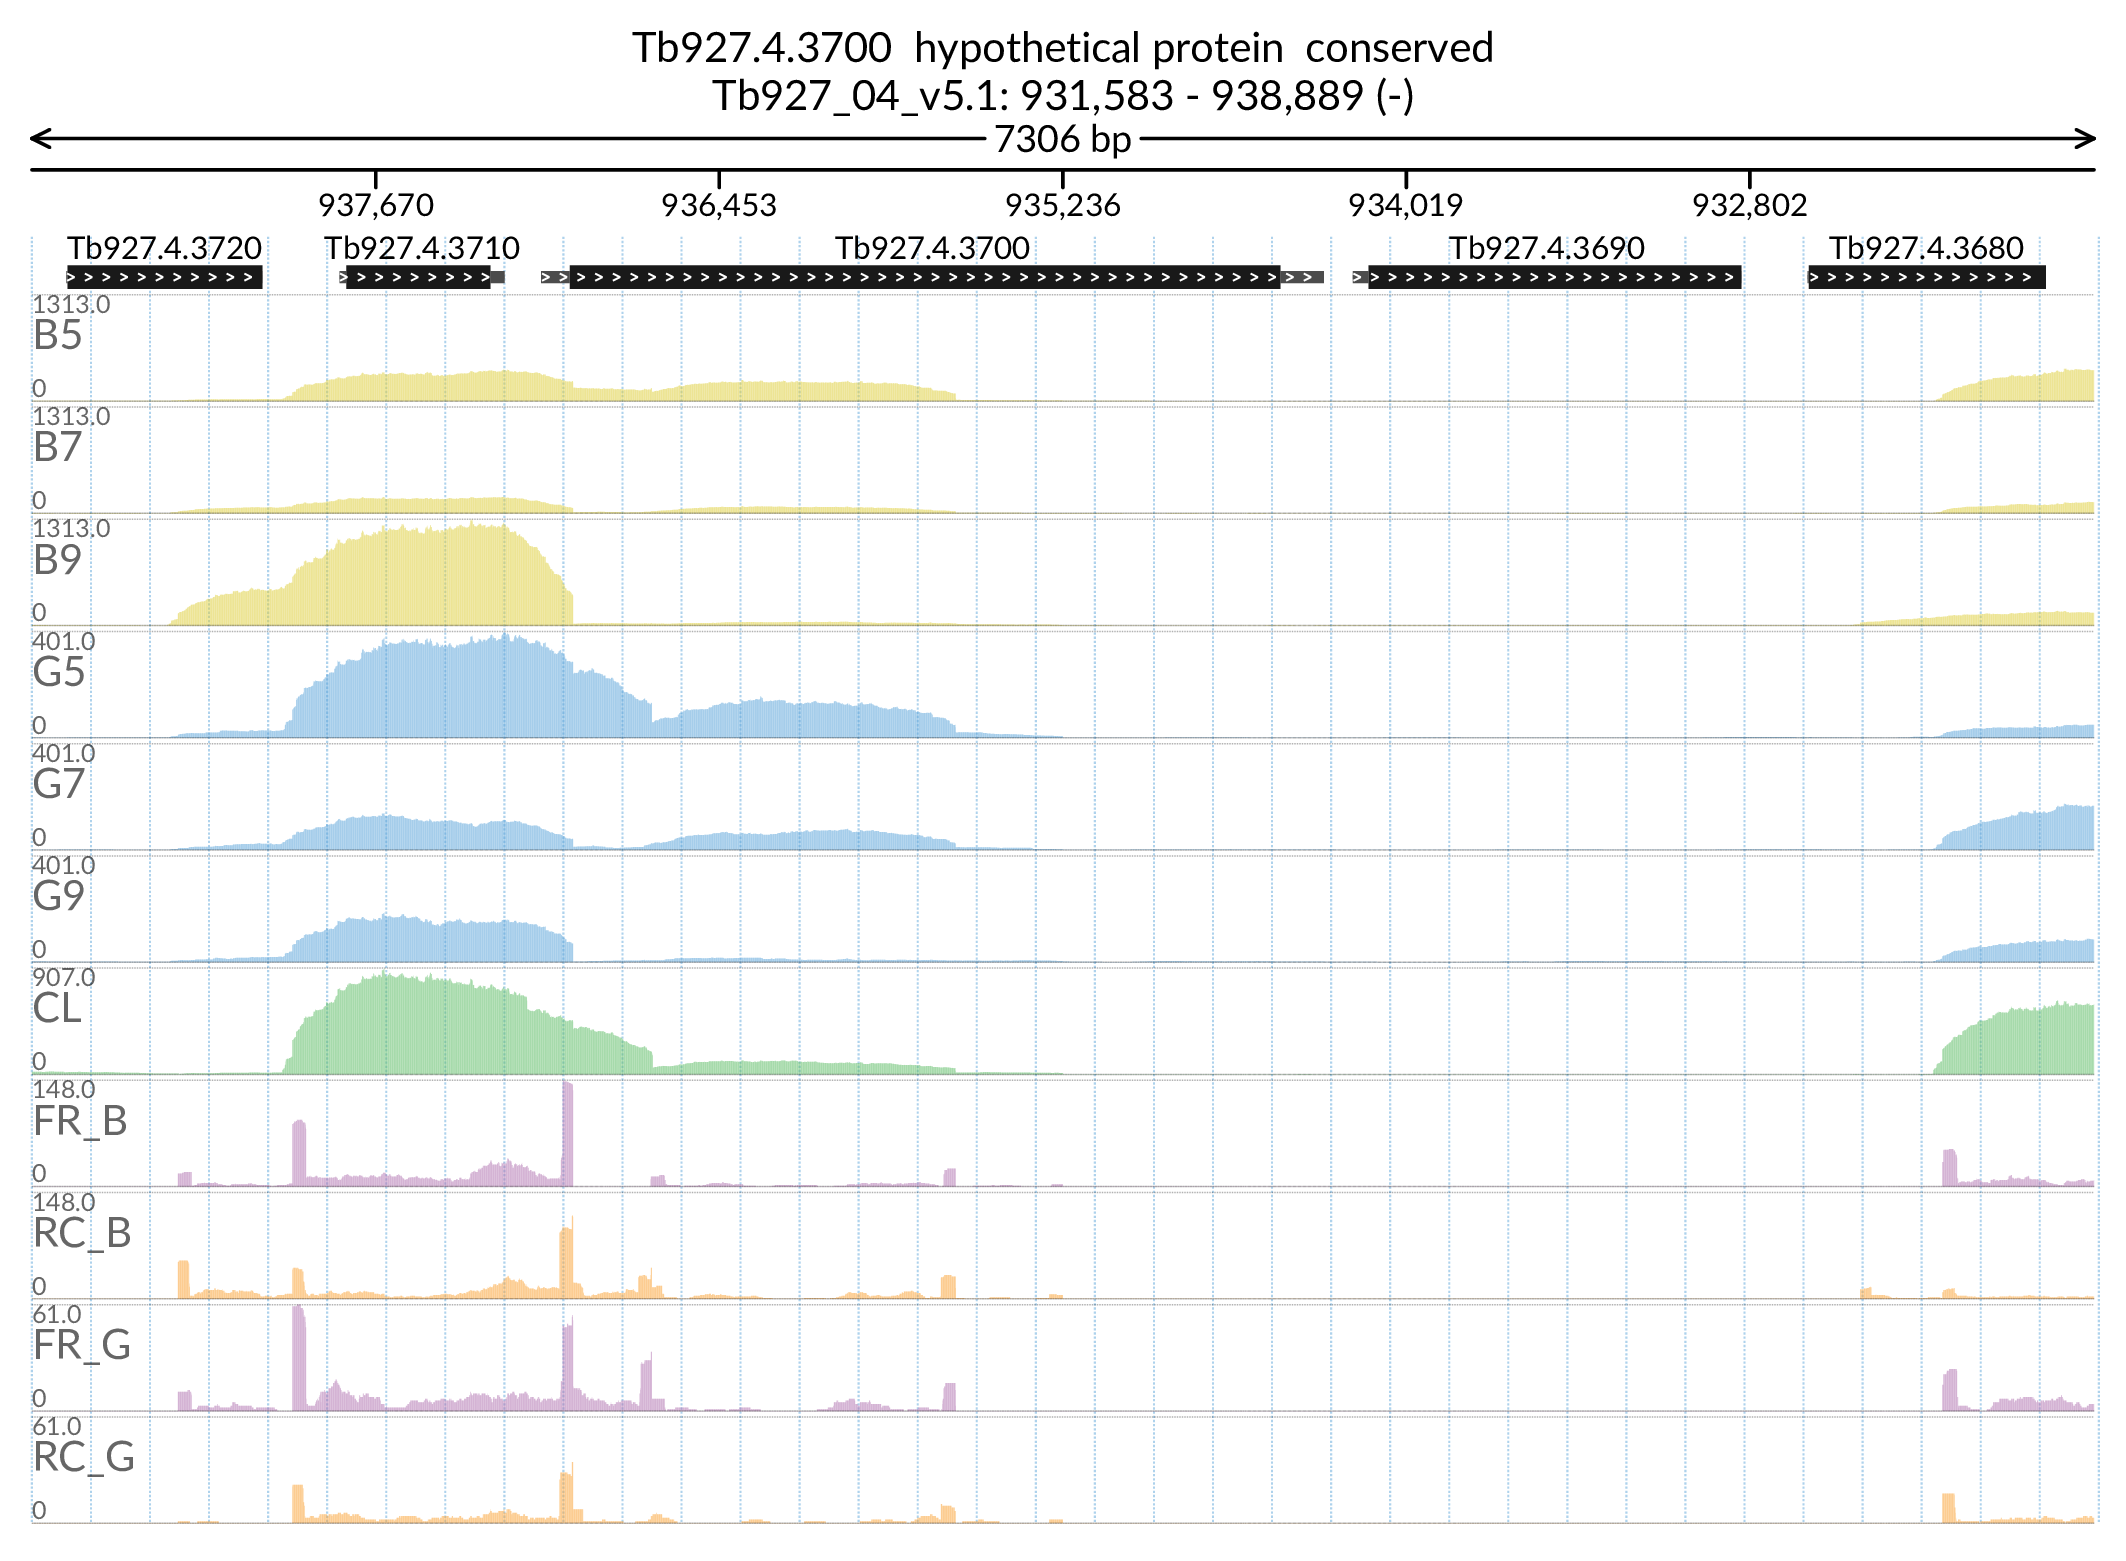 Tb927.4.3700  hypothetical protein  conserved
Tb927_04_v5.1: 931,583 - 938,889 (-)
7306 bp
937,670 936,453 935,236 934,019 932,802
Tb927.4.3720 Tb927.4.3710 Tb927.4.3700 Tb927.4.3690 Tb927.4.3680
1313.0
B5
0
1313.0
B7
0
1313.0
B9
0
401.0
G5
0
401.0
G7
0
401.0
G9
0
907.0
CL
0
148.0
FR_B
0
148.0
RC_B
0
61.0
FR_G
0
61.0
RC_G
0